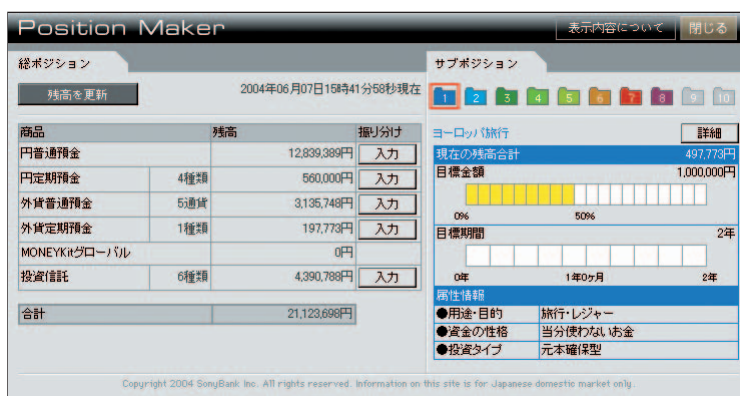 Position Maker
表示内容について 閉じる
総ポジション
サブポジション
残高を更新 2004年06月07日15時41分58秒現在
1 2 3 4 5 6 7 8 9 10
商品 残高 振り分け
円普通預金 12,839,389円 入力
円定期預金 4種類 560,000円 入力
外貨普通預金 5通貨 3,135,748円 入力
外貨定期預金 1種類 197,773円 入力
MONEYKitグローバル 0円
投資信託 6種類 4,390,788円 入力
合計 21,123,698円
ヨーロッパ旅行 詳細
現在の残高合計 497,773円
目標金額 1,000,000円
0% 50%
目標期間 2年
0年 1年0ヶ月 2年
属性情報
●用途・目的 旅行・レジャー
●資金の性格 当分使わないお金
●投資タイプ 元本確保型
Copyright 2004 SonyBank Inc. All rights reserved. Information on this site is for Japanese domestic market only.